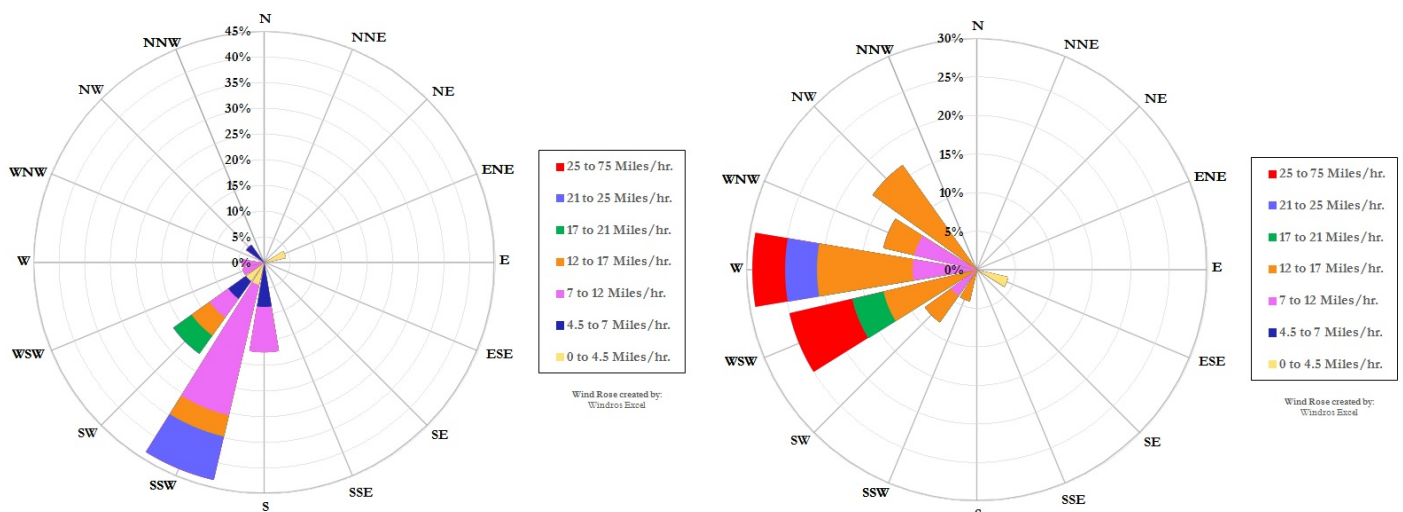 N
NNE
NE
ENE
E
ESE
SE
SSE
S
SSW
SW
WSW
W
WNW
NW
NNW
45%
40%
35%
30%
25%
20%
15%
10%
5%
0%
25 to 75 Miles/hr.
21 to 25 Miles/hr.
17 to 21 Miles/hr.
12 to 17 Miles/hr.
7 to 12 Miles/hr.
4.5 to 7 Miles/hr.
0 to 4.5 Miles/hr.
Wind Rose created by:
Windros Excel
N
NNE
NE
ENE
E
ESE
SE
SSE
S
SSW
SW
WSW
W
WNW
NW
NNW
30%
25%
20%
15%
10%
5%
0%
25 to 75 Miles/hr.
21 to 25 Miles/hr.
17 to 21 Miles/hr.
12 to 17 Miles/hr.
7 to 12 Miles/hr.
4.5 to 7 Miles/hr.
0 to 4.5 Miles/hr.
Wind Rose created by:
Windros Excel